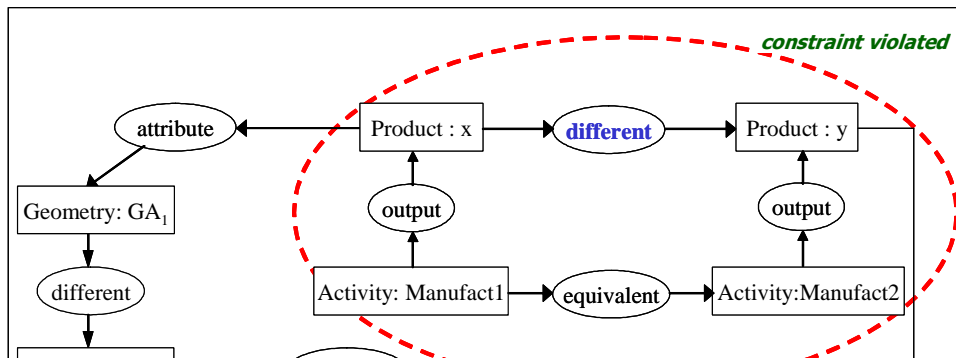 constraint violated
attribute
Product : x
different
Product : y
Geometry: GA₁
output
output
different
Activity: Manufact1
equivalent
Activity:Manufact2